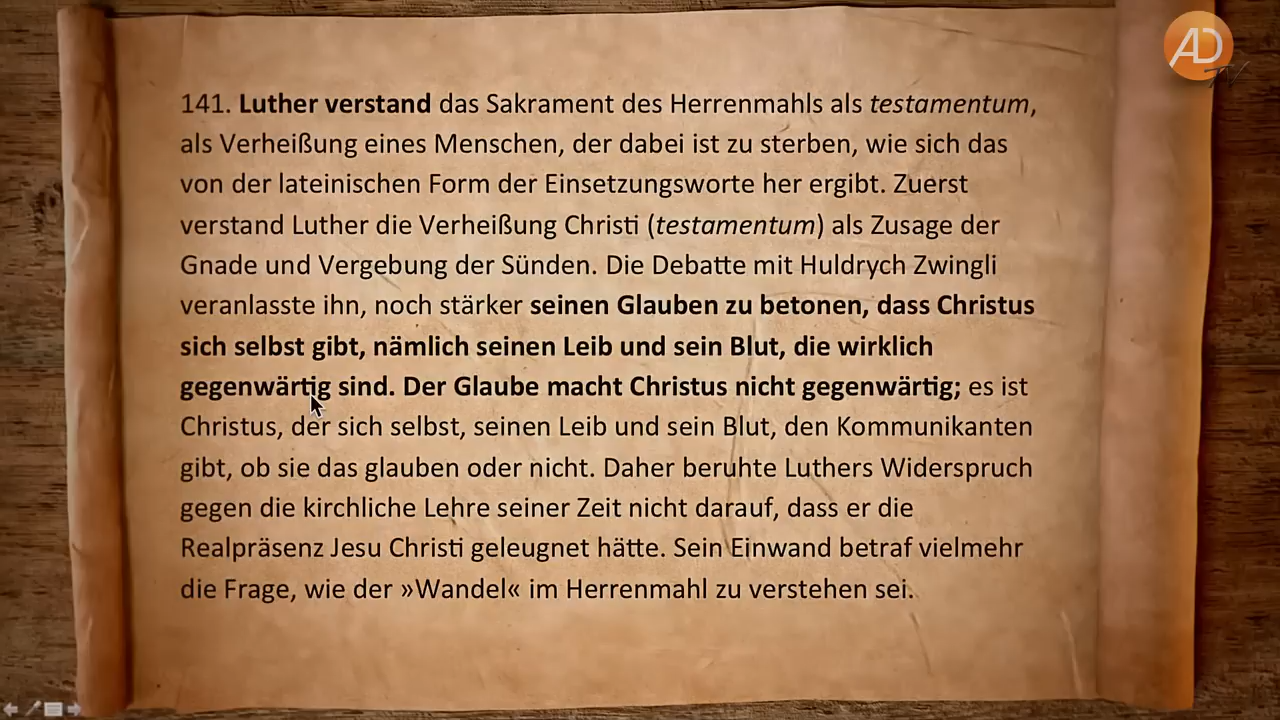 AD
TV
141. Luther verstand das Sakrament des Herrenmahls als testamentum,
als Verheißung eines Menschen, der dabei ist zu sterben, wie sich das
von der lateinischen Form der Einsetzungsworte her ergibt. Zuerst
verstand Luther die Verheißung Christi (testamentum) als Zusage der
Gnade und Vergebung der Sünden. Die Debatte mit Huldrych Zwingli
veranlasste ihn, noch stärker seinen Glauben zu betonen, dass Christus
sich selbst gibt, nämlich seinen Leib und sein Blut, die wirklich
gegenwärtig sind. Der Glaube macht Christus nicht gegenwärtig; es ist
Christus, der sich selbst, seinen Leib und sein Blut, den Kommunikanten
gibt, ob sie das glauben oder nicht. Daher beruhte Luthers Widerspruch
gegen die kirchliche Lehre seiner Zeit nicht darauf, dass er die
Realpräsenz Jesu Christi geleugnet hätte. Sein Einwand betraf vielmehr
die Frage, wie der »Wandel« im Herrenmahl zu verstehen sei.